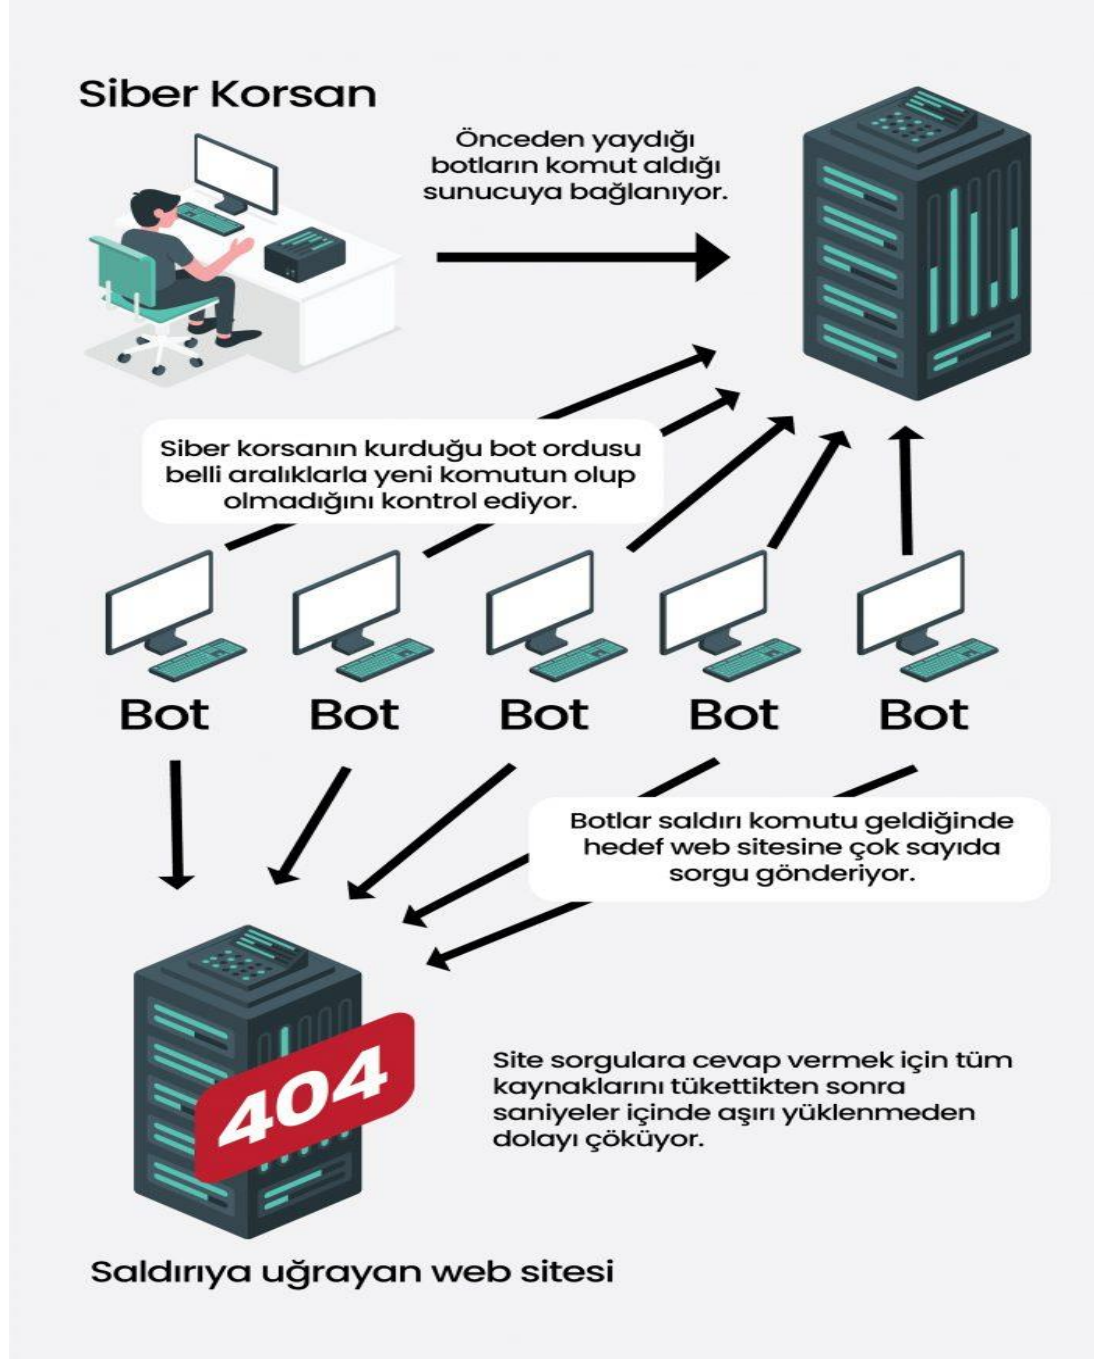 Siber Korsan
Önceden yaydığı
botların komut aldığı
sunucuya bağlanıyor.
Siber korsanın kurduğu bot ordusu
belli aralıklarla yeni komutun olup
olmadığını kontrol ediyor.
Bot Bot Bot Bot Bot
Botlar saldırı komutu geldiğinde
hedef web sitesine çok sayıda
sorgu gönderiyor.
404
Site sorgulara cevap vermek için tüm
kaynaklarını tükettikten sonra
saniyeler içinde aşırı yüklenmeden
dolayı çöküyor.
Saldırıya uğrayan web sitesi